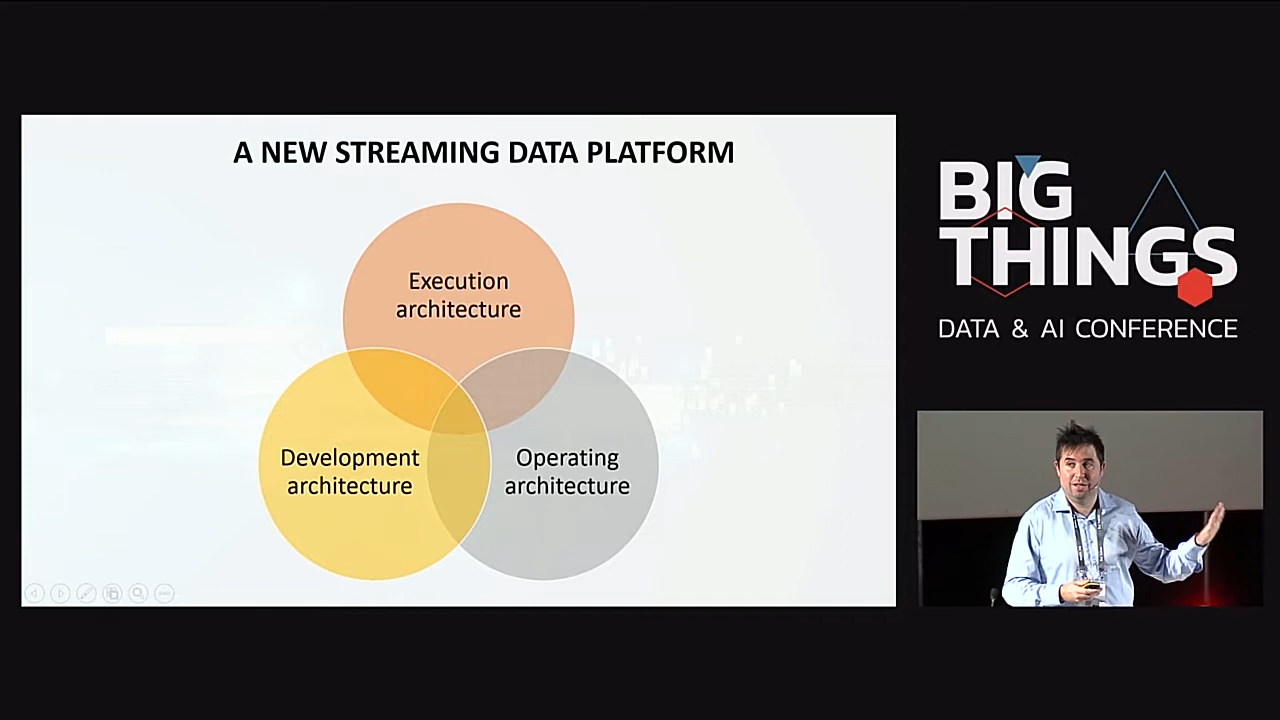 A NEW STREAMING DATA PLATFORM
Execution
architecture
Development
architecture
Operating
architecture
BIG
THINGS
DATA & AI CONFERENCE